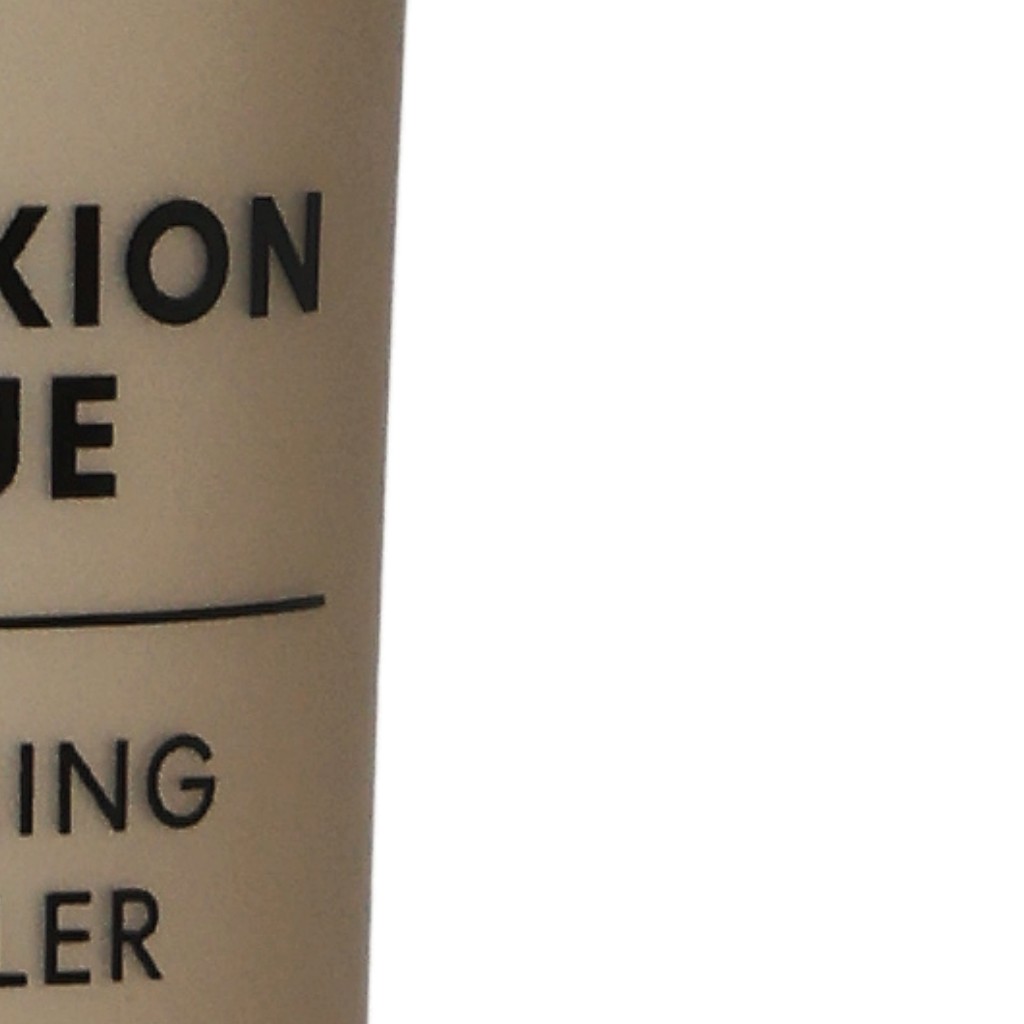 XION
UE
ING
LER